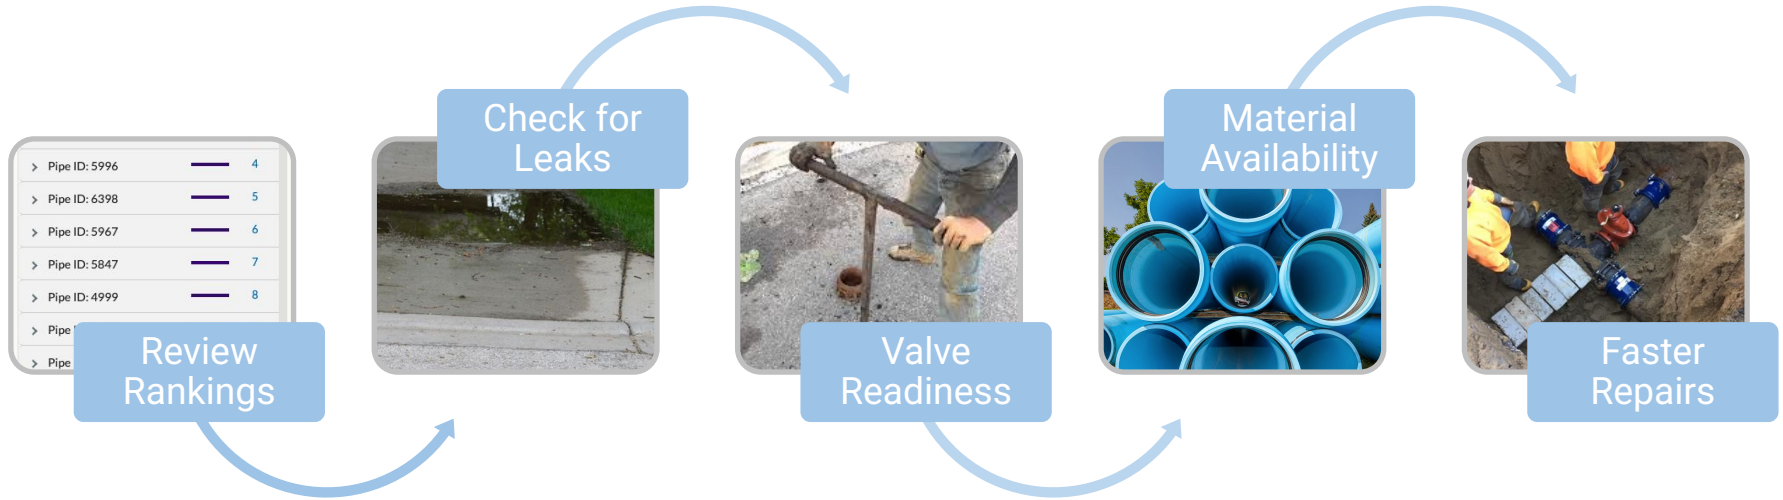 Pipe ID: 5996 4
Pipe ID: 6398 5
Pipe ID: 5967 6
Pipe ID: 5847 7
Pipe ID: 4999 8
Pipe
Pipe
Review
Rankings
Check for
Leaks
Valve
Readiness
Material
Availability
Faster
Repairs